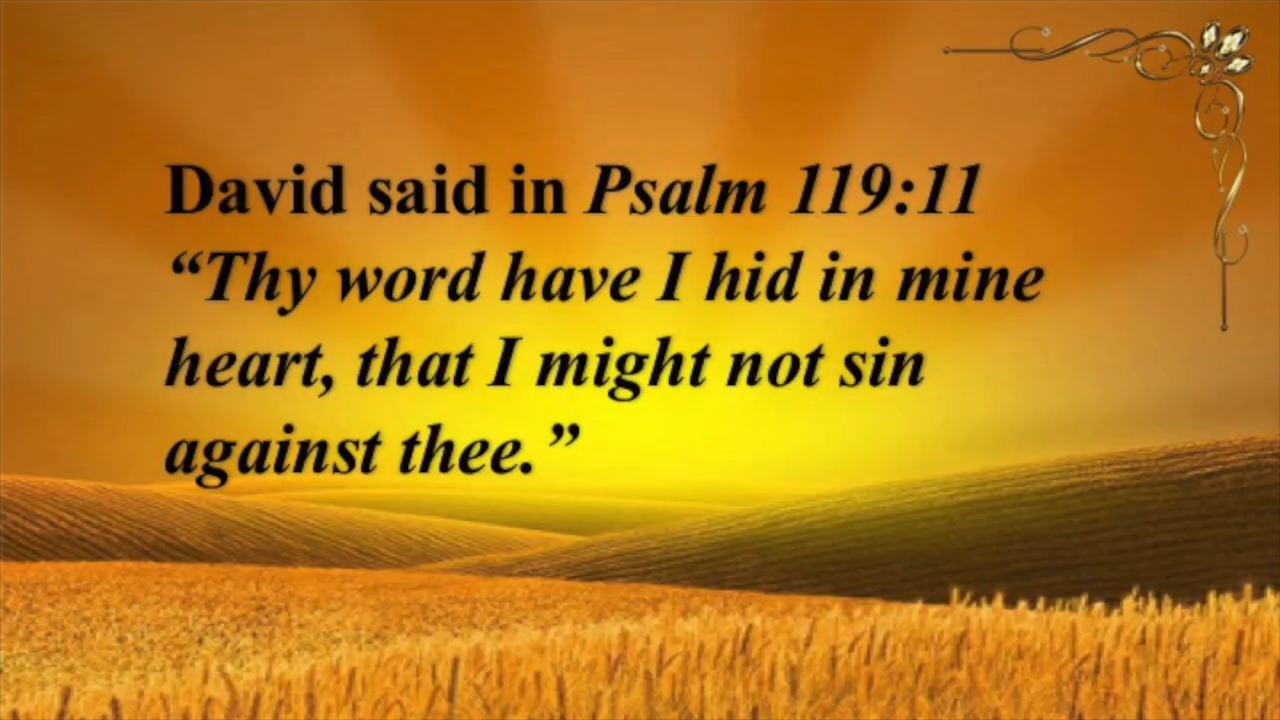 David said in Psalm 119:11
“Thy word have I hid in mine
heart, that I might not sin
against thee.”